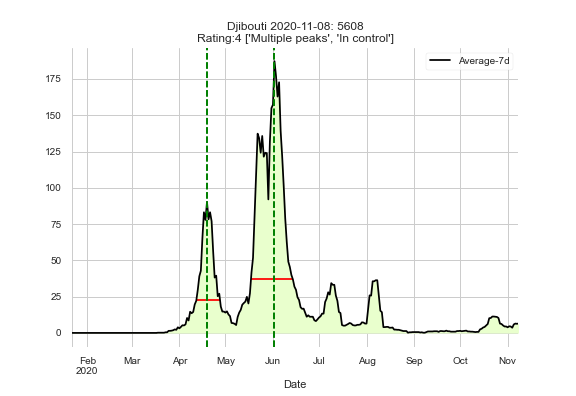 Djibouti 2020-11-08: 5608
Rating:4 ['Multiple peaks', 'In control']
Average-7d
175
150
125
100
75
50
25
0
Feb Mar Apr May Jun Jul Aug Sep Oct Nov
2020
Date